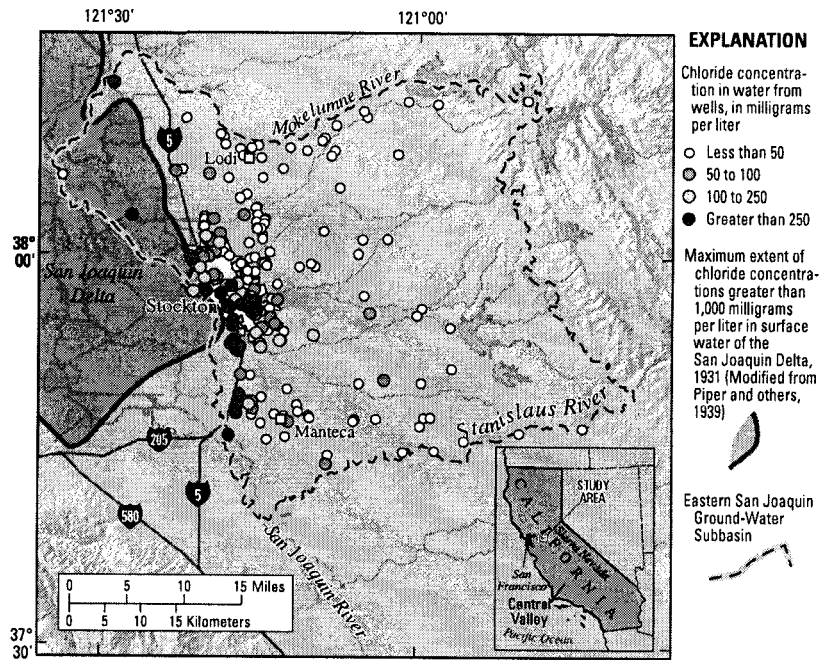 121°30'
121°00'
38°
00'
37°
30'
Mokelumne River
5
Lodi
San Joaquin
Delta
Stockton
Manteca
Stanislaus River
205
5
580
San Joaquin River
0 5 10 15 Miles
0 5 10 15 Kilometers
STUDY
AREA
CALIFORNIA
Sierra Nevada
San
Francisco
Central
Valley
Pacific Ocean
EXPLANATION
Chloride concentra-
tion in water from
wells, in milligrams
per liter
Less than 50
50 to 100
100 to 250
Greater than 250
Maximum extent of
chloride concentra-
tions greater than
1,000 milligrams
per liter in surface
water of the
San Joaquin Delta,
1931 (Modified from
Piper and others,
1939)
Eastern San Joaquin
Ground-Water
Subbasin